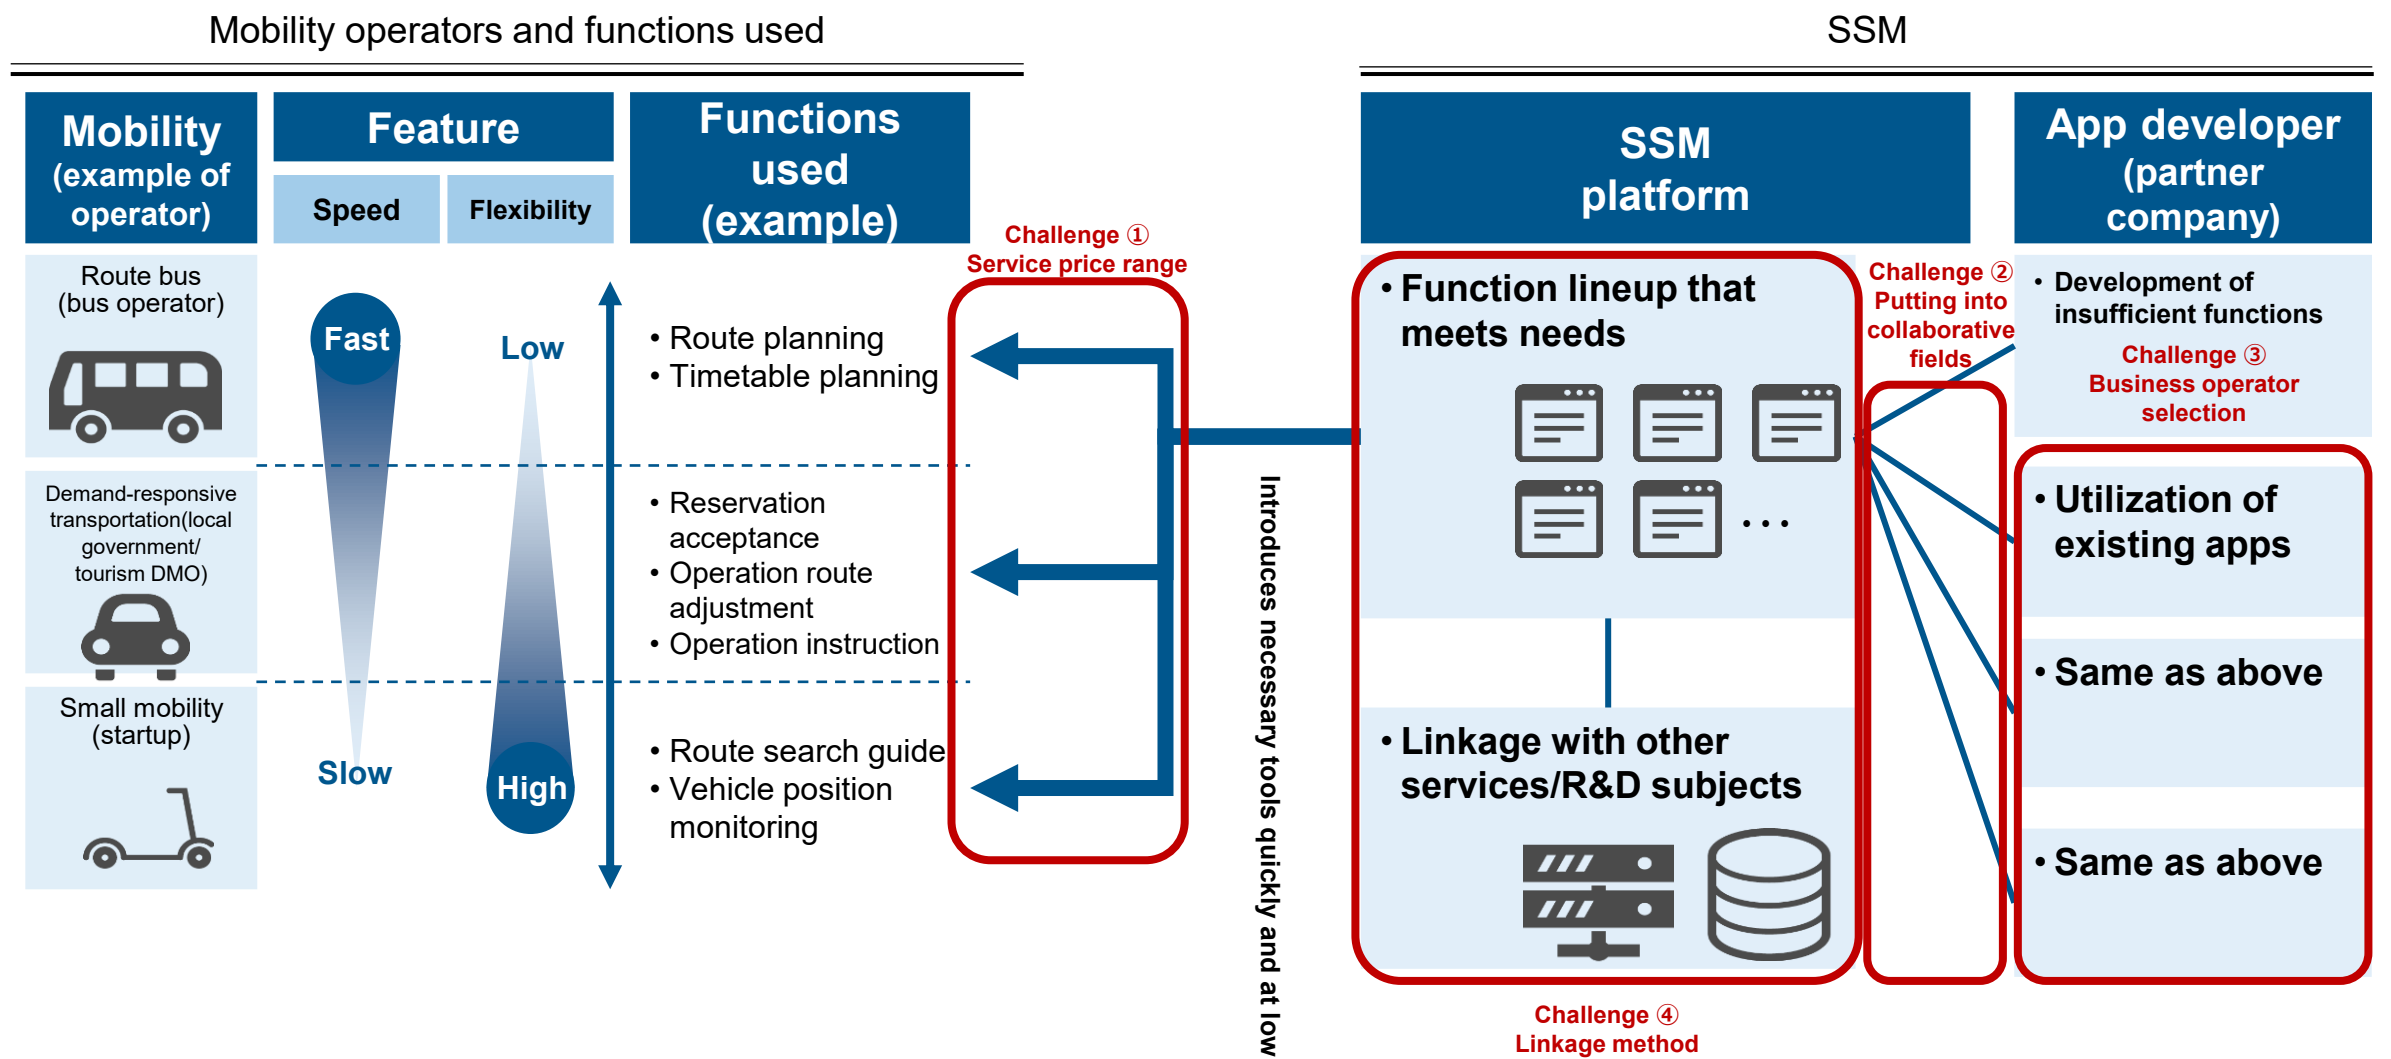 Mobility operators and functions used
SSM
Mobility
(example of
operator)
Feature
Speed
Flexibility
Functions
used
(example)
SSM
platform
App developer
(partner
company)
Route bus
(bus operator)
Demand-responsive
transportation(local
government/
tourism DMO)
Small mobility
(startup)
Fast
Slow
Low
High
• Route planning
• Timetable planning
• Reservation
acceptance
• Operation route
adjustment
• Operation instruction
• Route search guide
• Vehicle position
monitoring
Challenge ①
Service price range
Introduces necessary tools quickly and at low
• Function lineup that
meets needs
• • •
• Linkage with other
services/R&D subjects
Challenge ④
Linkage method
Challenge ②
Putting into
collaborative
fields
• Development of
insufficient functions
Challenge ③
Business operator
selection
• Utilization of
existing apps
• Same as above
• Same as above